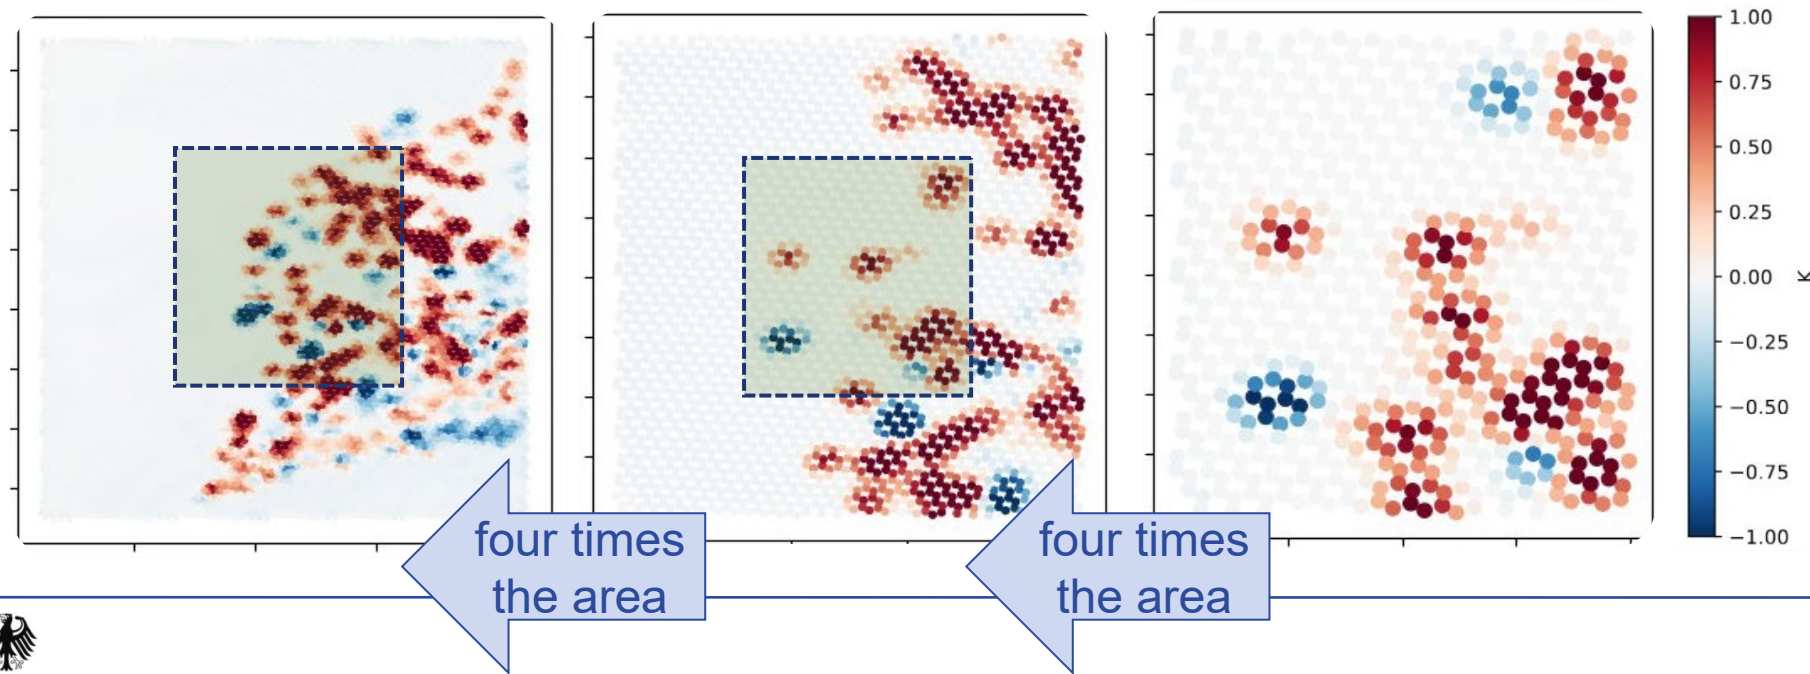 1.00
0.75
0.50
0.25
0.00
−0.25
−0.50
−0.75
−1.00
K
four times
the area
four times
the area